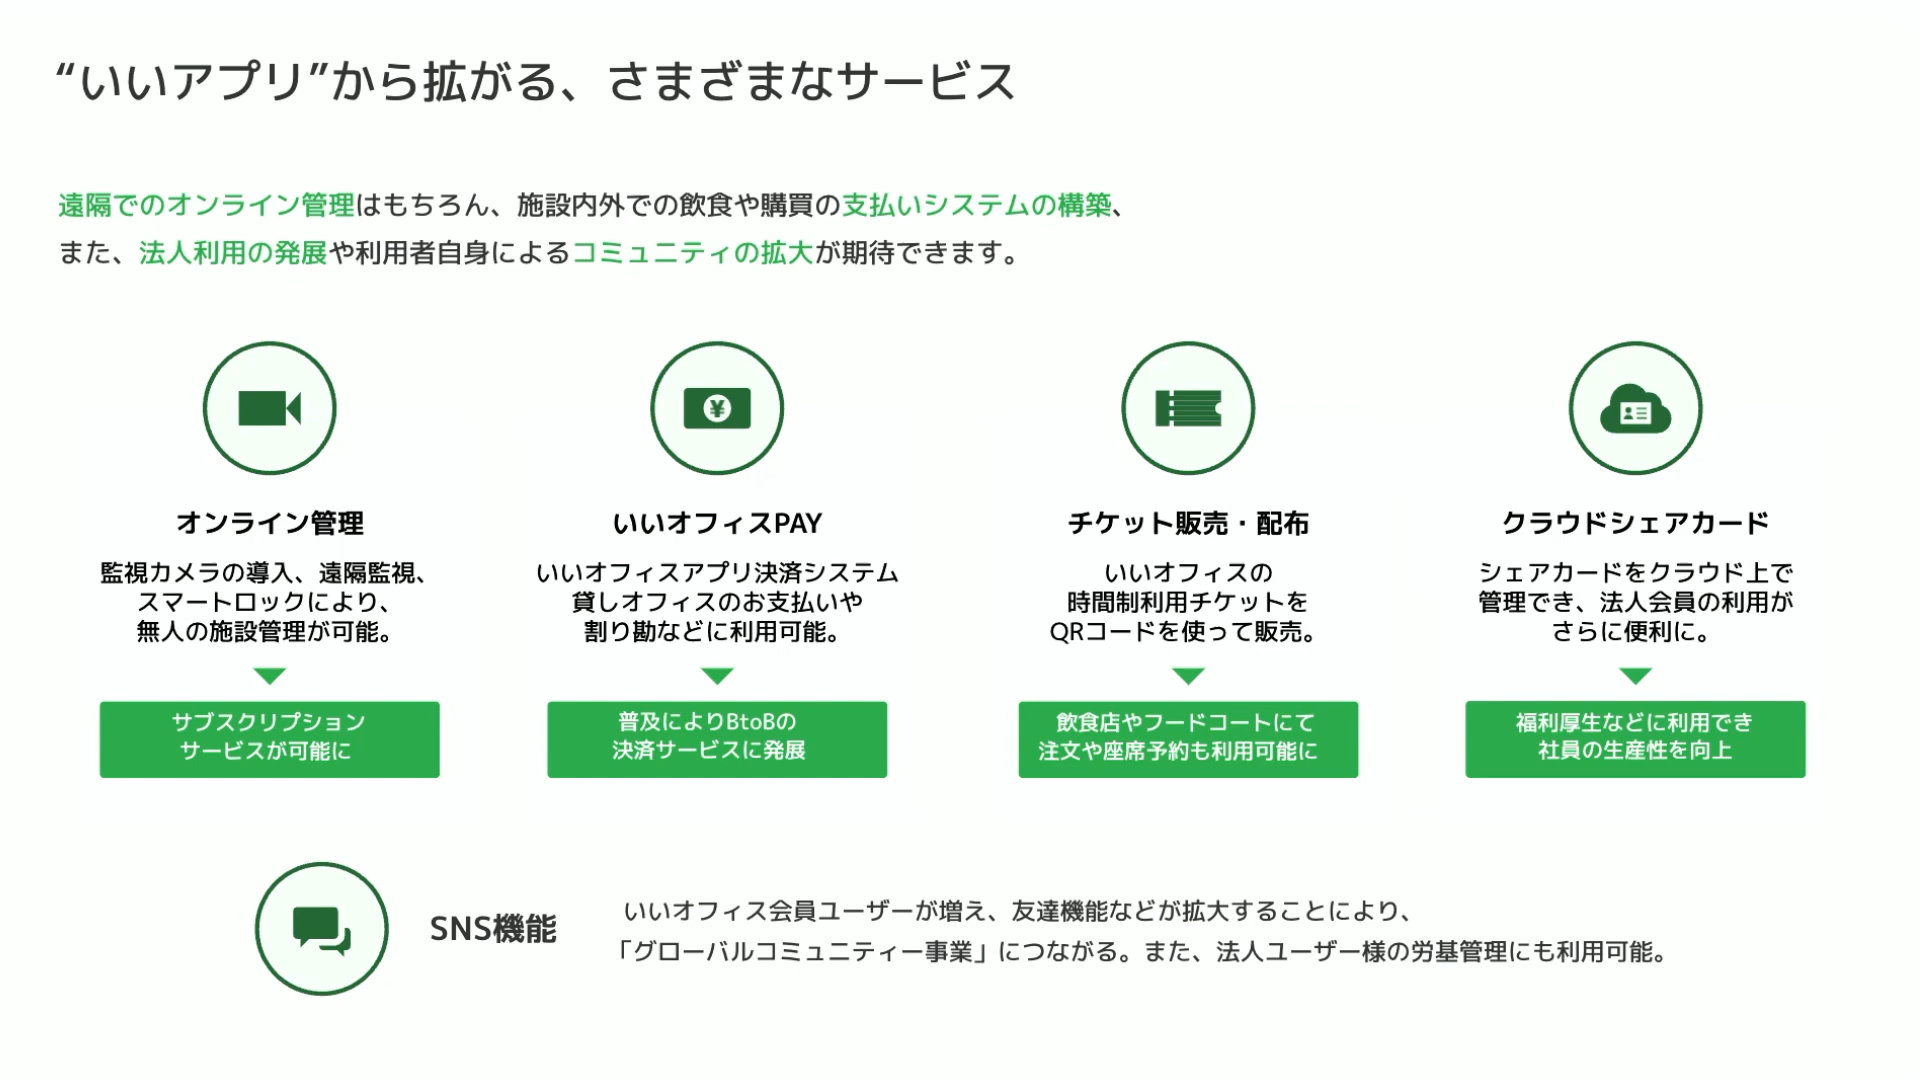 “いいアプリ”から拡がる、さまざまなサービス
遠隔でのオンライン管理はもちろん、施設内外での飲食や購買の支払いシステムの構築、
また、法人利用の発展や利用者自身によるコミュニティの拡大が期待できます。
オンライン管理
監視カメラの導入、遠隔監視、
スマートロックにより、
無人の施設管理が可能。
サブスクリプション
サービスが可能に
¥
いいオフィスPAY
いいオフィスアプリ決済システム
貸しオフィスのお支払いや
割り勘などに利用可能。
普及によりBtoBの
決済サービスに発展
チケット販売・配布
いいオフィスの
時間制利用チケットを
QRコードを使って販売。
飲食店やフードコートにて
注文や座席予約も利用可能に
クラウドシェアカード
シェアカードをクラウド上で
管理でき、法人会員の利用が
さらに便利に。
福利厚生などに利用でき
社員の生産性を向上
SNS機能
いいオフィス会員ユーザーが増え、友達機能などが拡大することにより、
「グローバルコミュニティー事業」につながる。また、法人ユーザー様の労基管理にも利用可能。